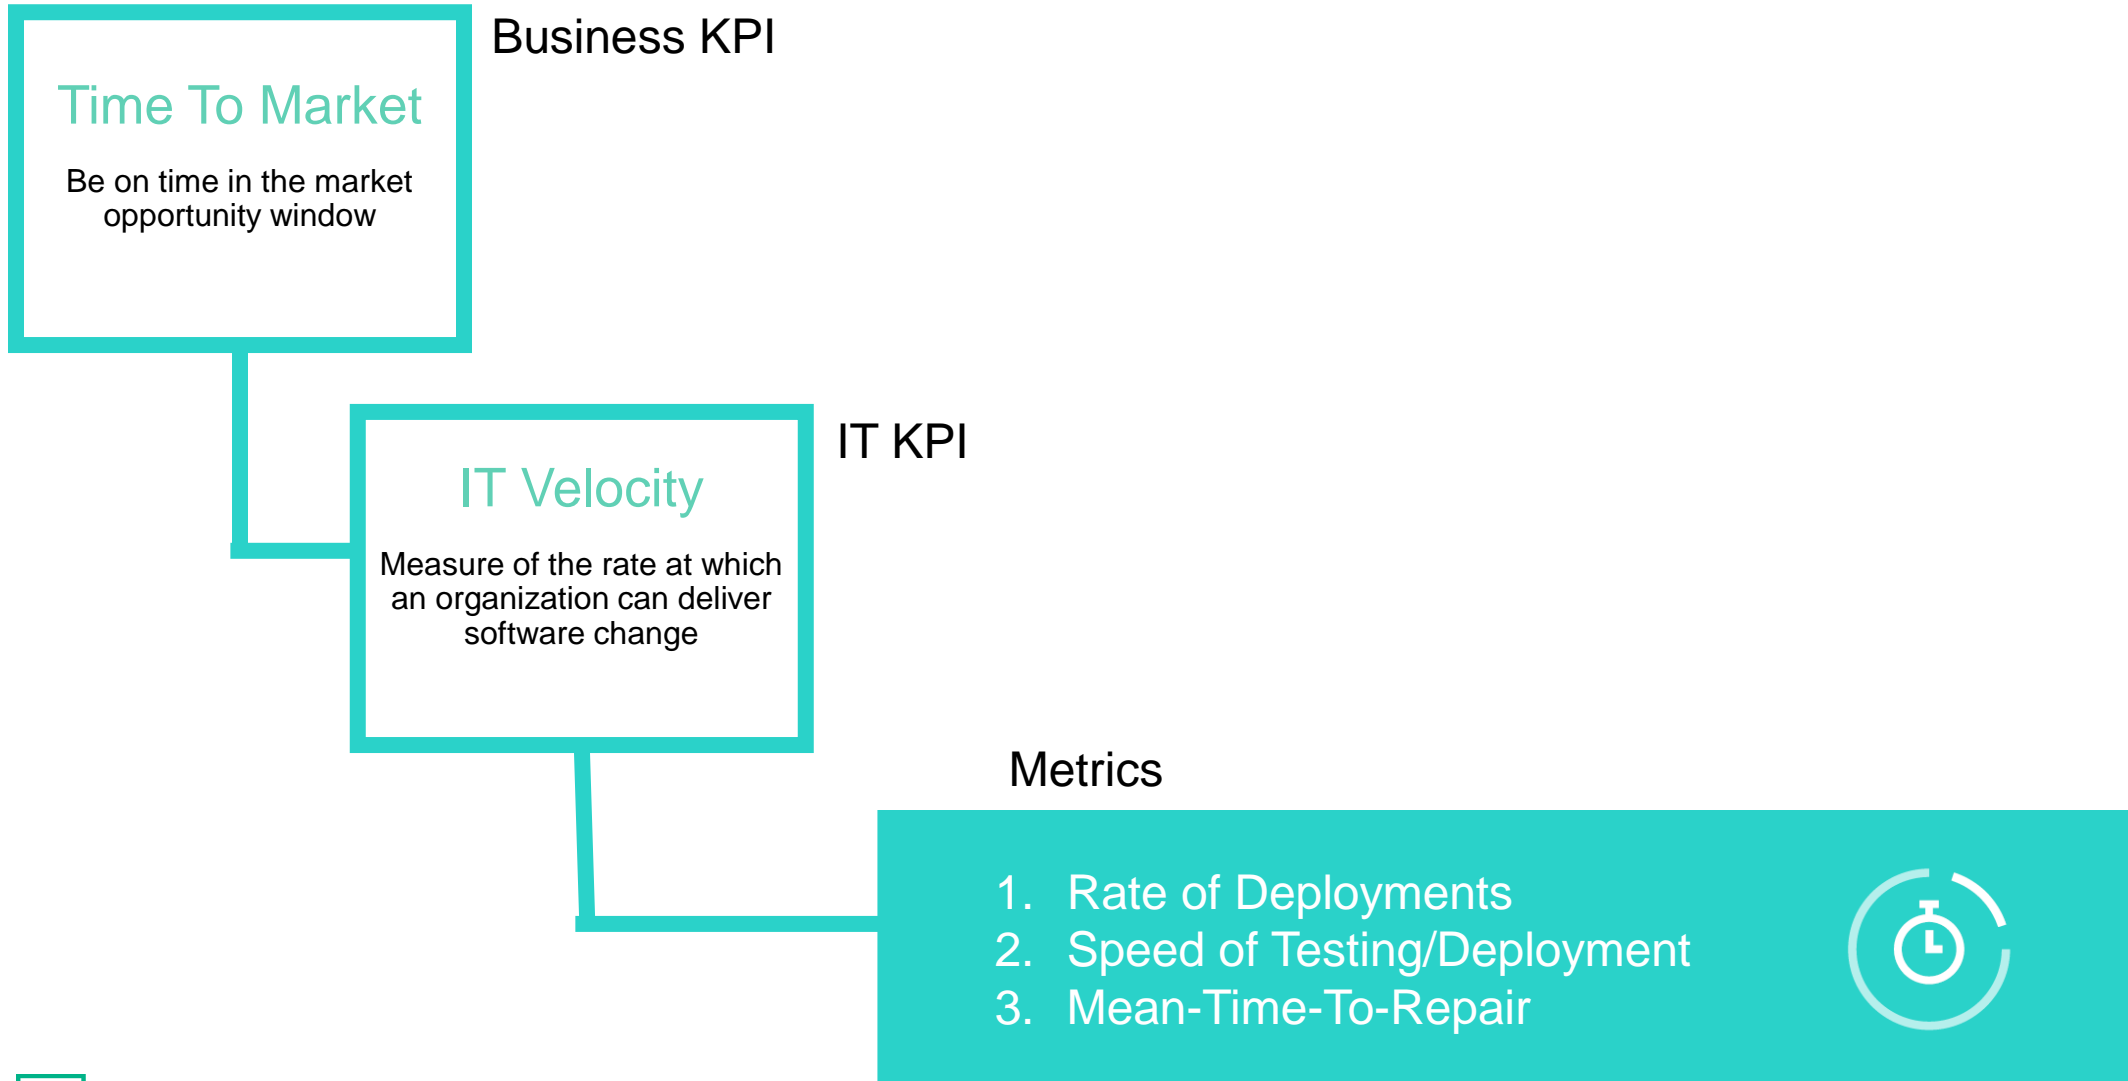 Business KPI
Time To Market
Be on time in the market
opportunity window
IT KPI
IT Velocity
Measure of the rate at which
an organization can deliver
software change
Metrics
1. Rate of Deployments
2. Speed of Testing/Deployment
3. Mean-Time-To-Repair